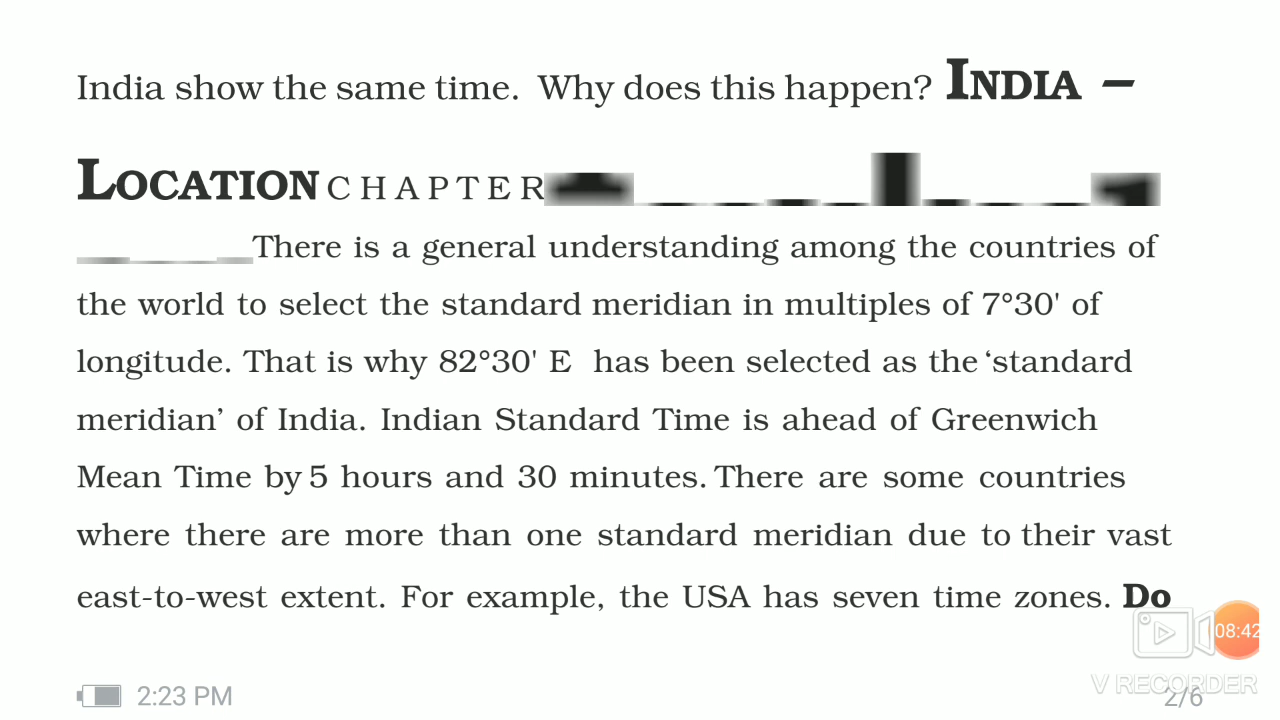 India show the same time. Why does this happen? INDIA –
LOCATION CHAPTER
There is a general understanding among the countries of
the world to select the standard meridian in multiples of 7°30' of
longitude. That is why 82°30' E has been selected as the ‘standard
meridian’ of India. Indian Standard Time is ahead of Greenwich
Mean Time by 5 hours and 30 minutes. There are some countries
where there are more than one standard meridian due to their vast
east-to-west extent. For example, the USA has seven time zones. Do
08:42
V RECORDER
2:23 PM
2/6